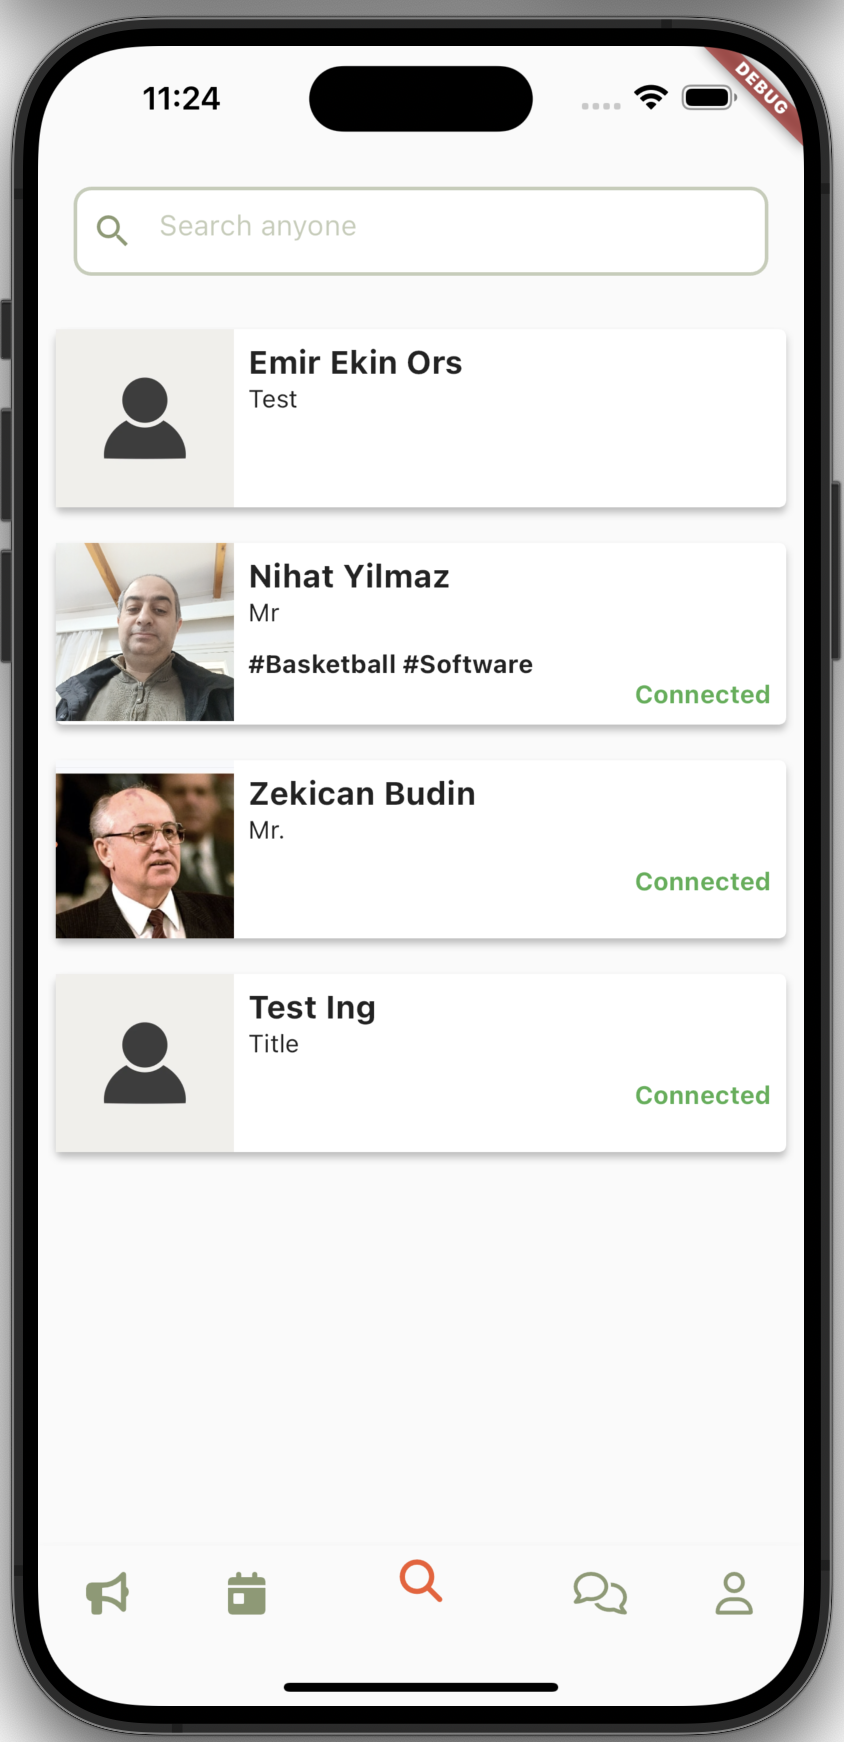 11:24
DEBUG
Search anyone
Emir Ekin Ors
Test
Nihat Yilmaz
Mr
#Basketball #Software
Connected
Zekican Budin
Mr.
Connected
Test Ing
Title
Connected